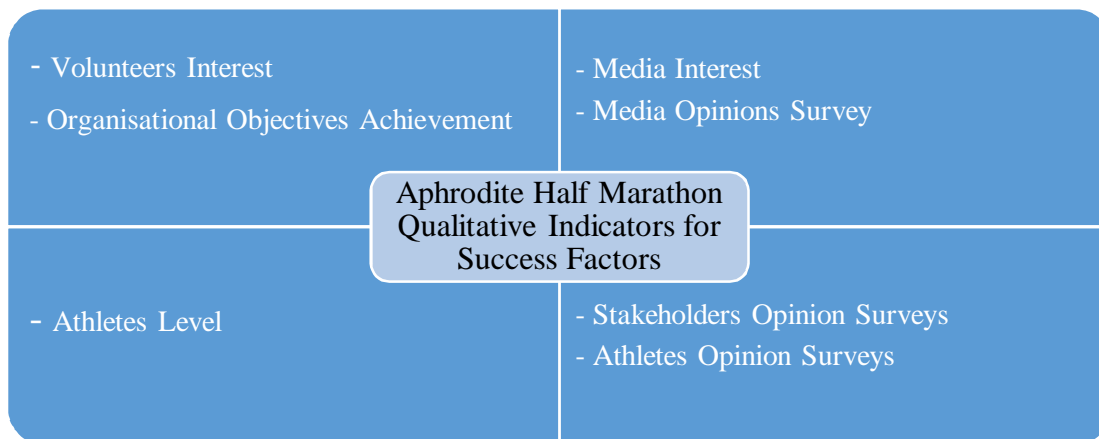 - Volunteers Interest
- Organisational Objectives Achievement
- Media Interest
- Media Opinions Survey
Aphrodite Half Marathon
Qualitative Indicators for
Success Factors
- Athletes Level
- Stakeholders Opinion Surveys
- Athletes Opinion Surveys